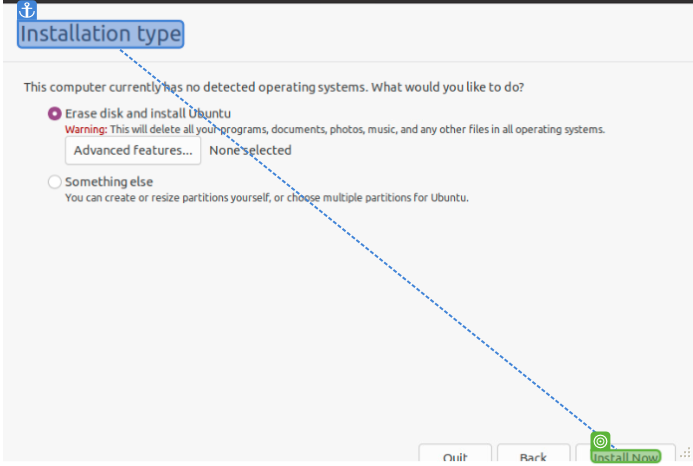 Installation type
This computer currently has no detected operating systems. What would you like to do?
Erase disk and install Ubuntu
Warning: This will delete all your programs, documents, photos, music, and any other files in all operating systems.
Advanced features... None selected
Something else
You can create or resize partitions yourself, or choose multiple partitions for Ubuntu.
Quit Back Install Now